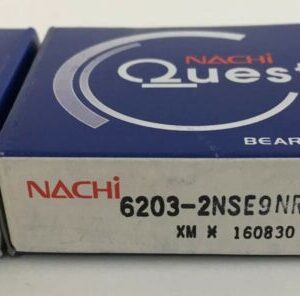 NACHi
Quest
BEAR
NACHi 6203-2NSE9NR
XM ⋇ 160830